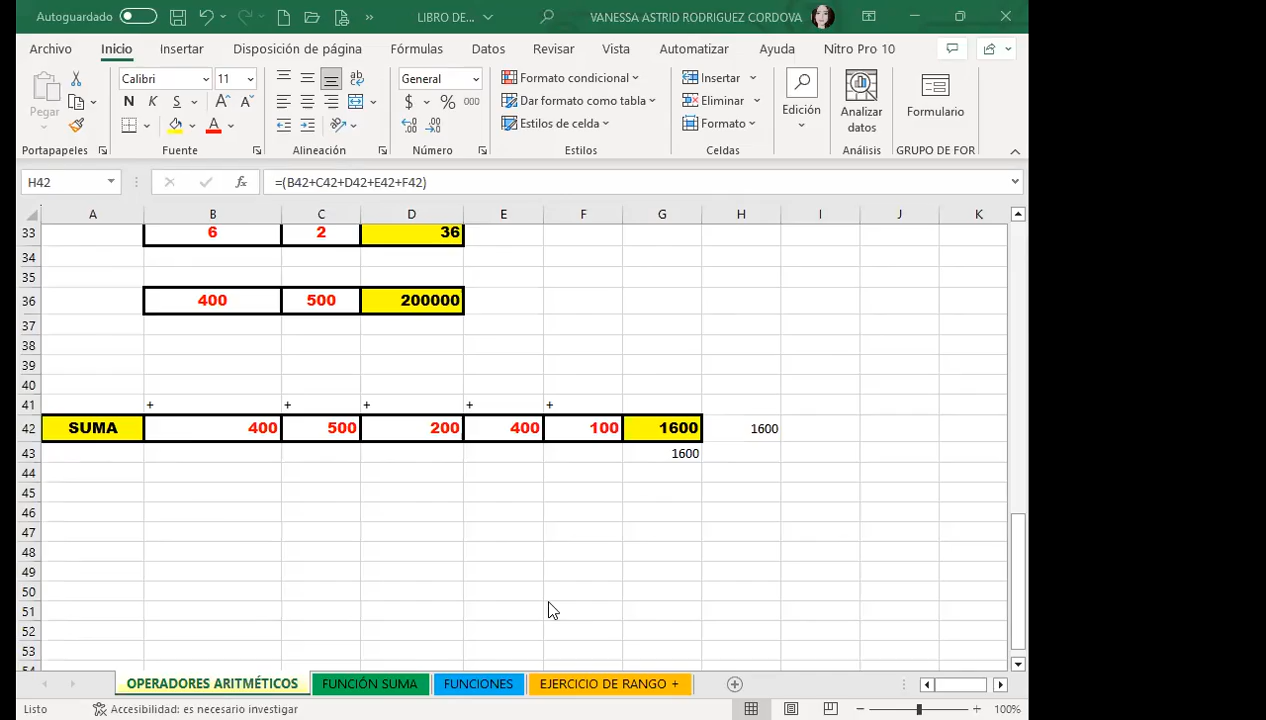 Autoguardado LIBRO DE... VANESSA ASTRID RODRIGUEZ CORDOVA
Archivo Inicio Insertar Disposición de página Fórmulas Datos Revisar Vista Automatizar Ayuda Nitro Pro 10
Pegar
Calibri 11
N K S
General
$ % 000
Formato condicional
Dar formato como tabla
Estilos de celda
Insertar
Eliminar
Formato
Edición
Analizar datos
Formulario
Portapapeles Fuente Alineación Número Estilos Celdas Análisis GRUPO DE FOR
H42 fx =(B42+C42+D42+E42+F42)
A B C D E F G H I J K
33 6 2 36
34
35
36 400 500 200000
37
38
39
40
41 + + + + +
42 SUMA 400 500 200 400 100 1600 1600
43 1600
44
45
46
47
48
49
50
51
52
53
54
OPERADORES ARITMÉTICOS FUNCIÓN SUMA FUNCIONES EJERCICIO DE RANGO +
Listo Accesibilidad: es necesario investigar 100%